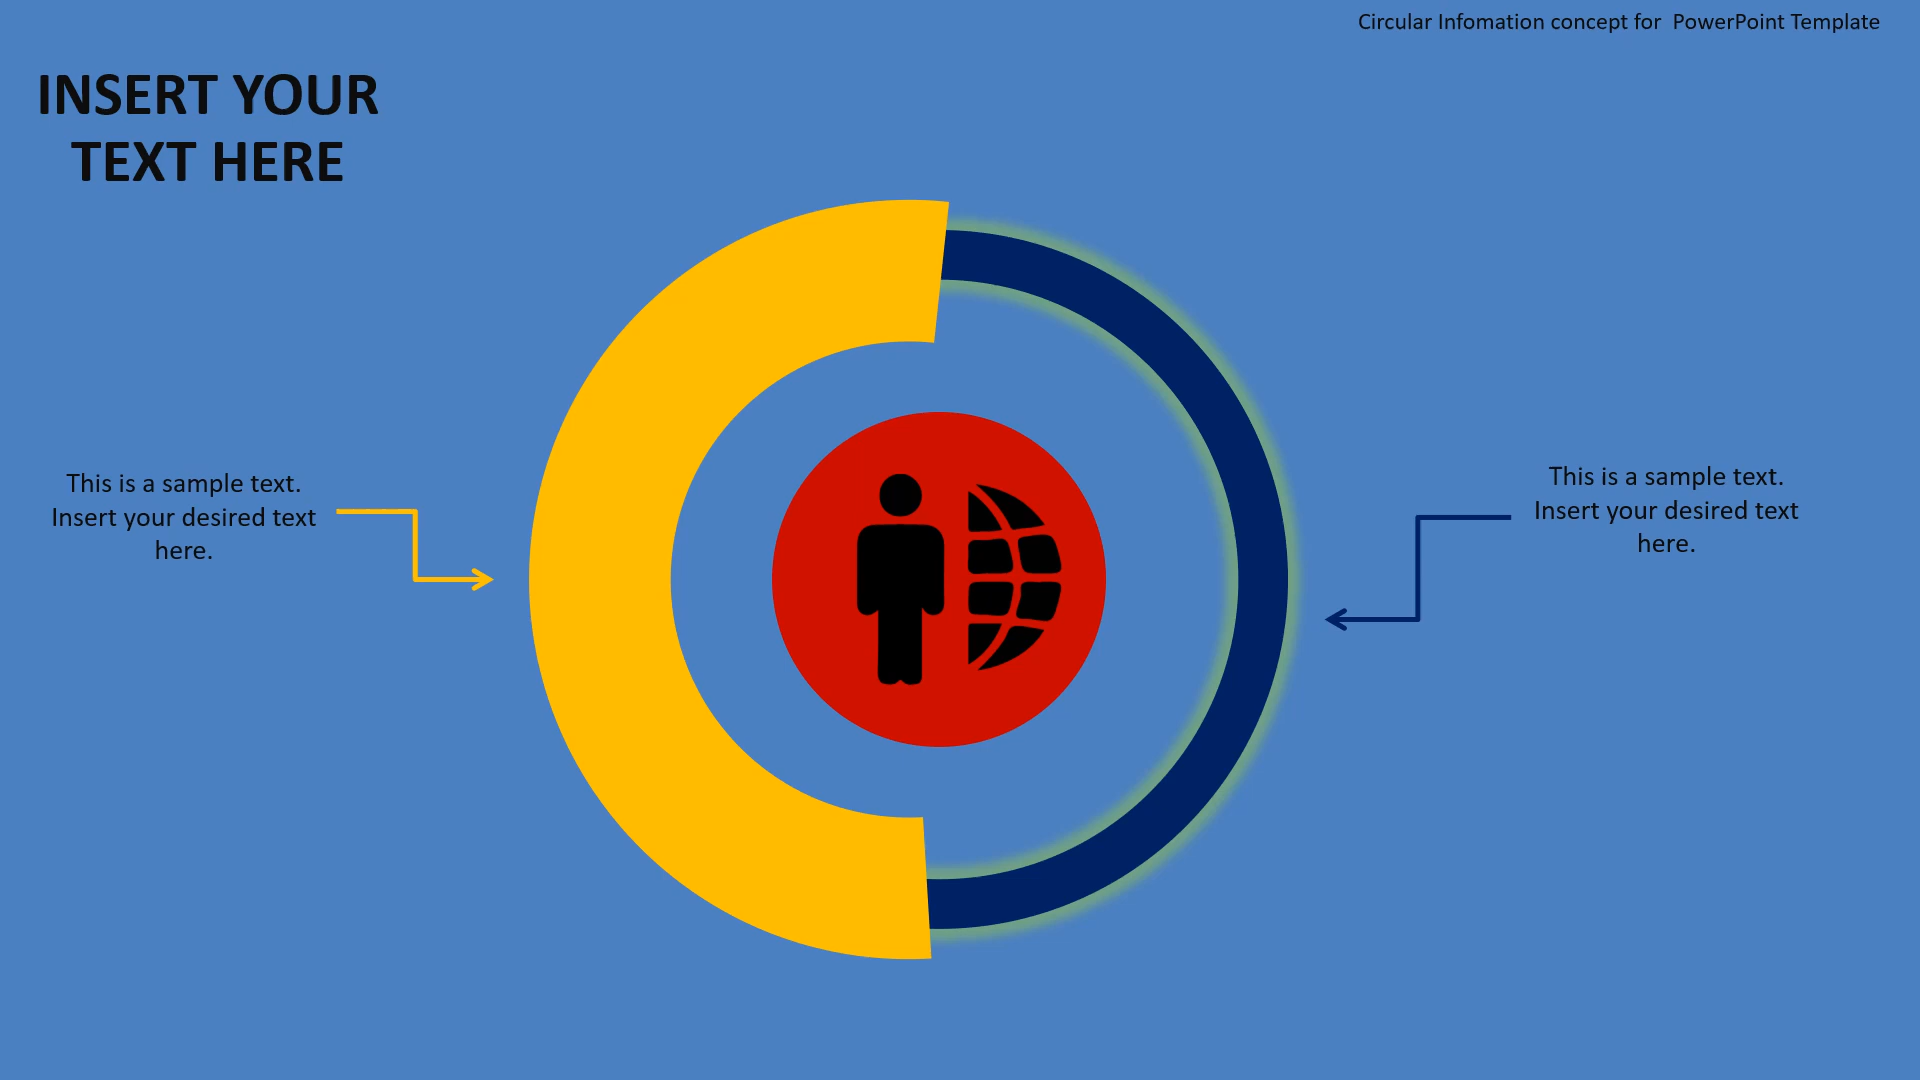 Circular Infomation concept for  PowerPoint Template
INSERT YOUR
TEXT HERE
This is a sample text.
Insert your desired text
here.
This is a sample text.
Insert your desired text
here.